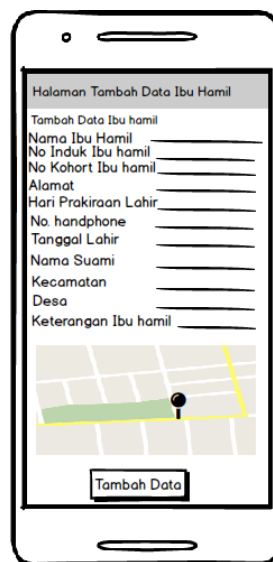 Halaman Tambah Data Ibu Hamil
Tambah Data Ibu hamil
Nama Ibu Hamil
No Induk Ibu hamil
No Kohort Ibu hamil
Alamat
Hari Prakiraan Lahir
No. handphone
Tanggal Lahir
Nama Suami
Kecamatan
Desa
Keterangan Ibu hamil
Tambah Data